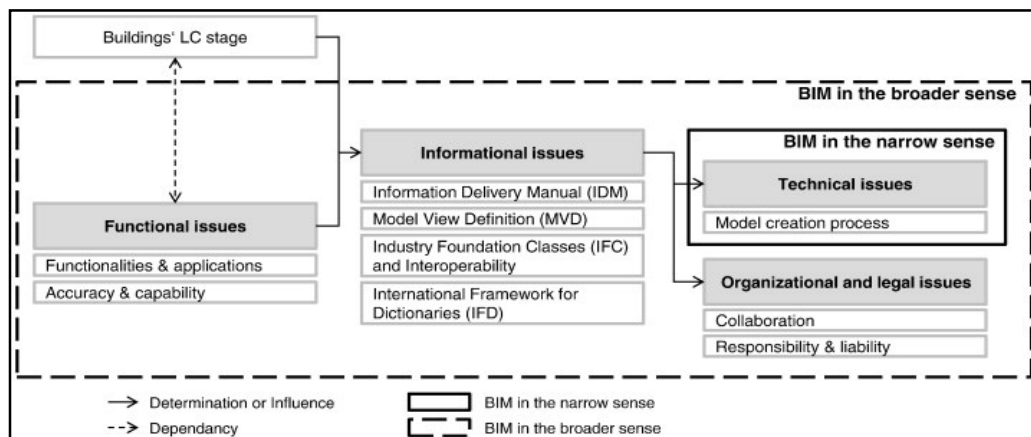 Buildings‘ LC stage
BIM in the broader sense
BIM in the narrow sense
Informational issues
Information Delivery Manual (IDM)
Model View Definition (MVD)
Industry Foundation Classes (IFC)
and Interoperability
International Framework for
Dictionaries (IFD)
Functional issues
Functionalities & applications
Accuracy & capability
Technical issues
Model creation process
Organizational and legal issues
Collaboration
Responsibility & liability
Determination or Influence
Dependancy
BIM in the narrow sense
BIM in the broader sense